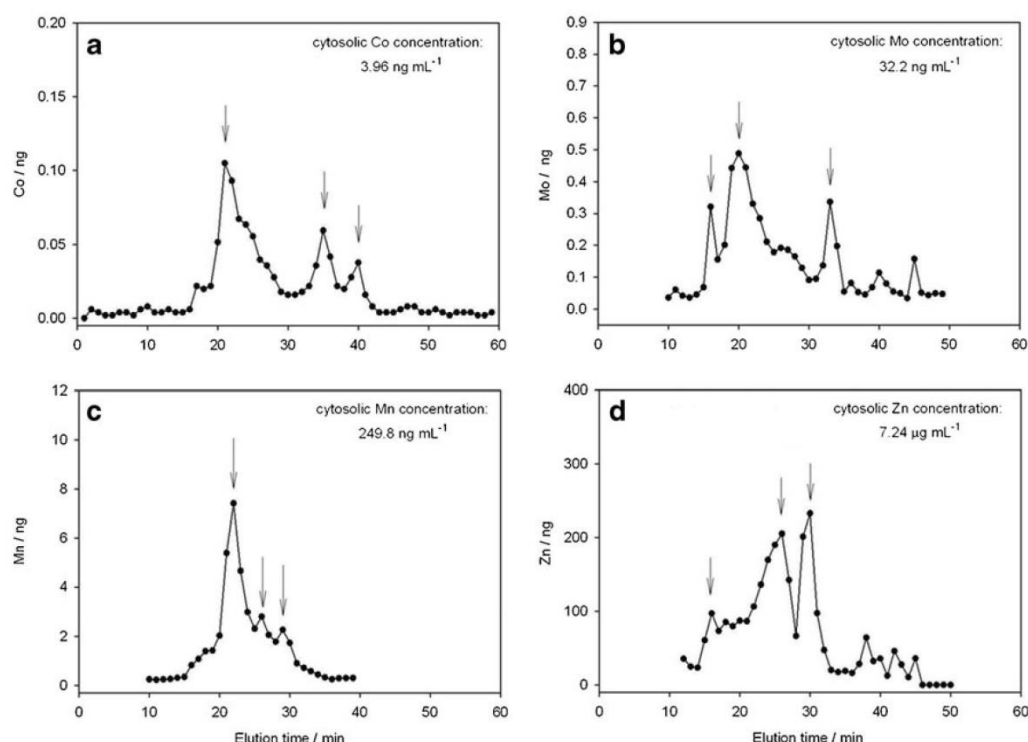 a
cytosolic Co concentration:
3.96 ng mL⁻¹
Co / ng
0.20
0.15
0.10
0.05
0.00
0 10 20 30 40 50 60
b
cytosolic Mo concentration:
32.2 ng mL⁻¹
Mo / ng
0.9
0.8
0.7
0.6
0.5
0.4
0.3
0.2
0.1
0.0
0 10 20 30 40 50 60
c
cytosolic Mn concentration:
249.8 ng mL⁻¹
Mn / ng
12
10
8
6
4
2
0
0 10 20 30 40 50 60
Elution time / min
d
cytosolic Zn concentration:
7.24 µg mL⁻¹
Zn / ng
400
300
200
100
0
0 10 20 30 40 50 60
Elution time / min